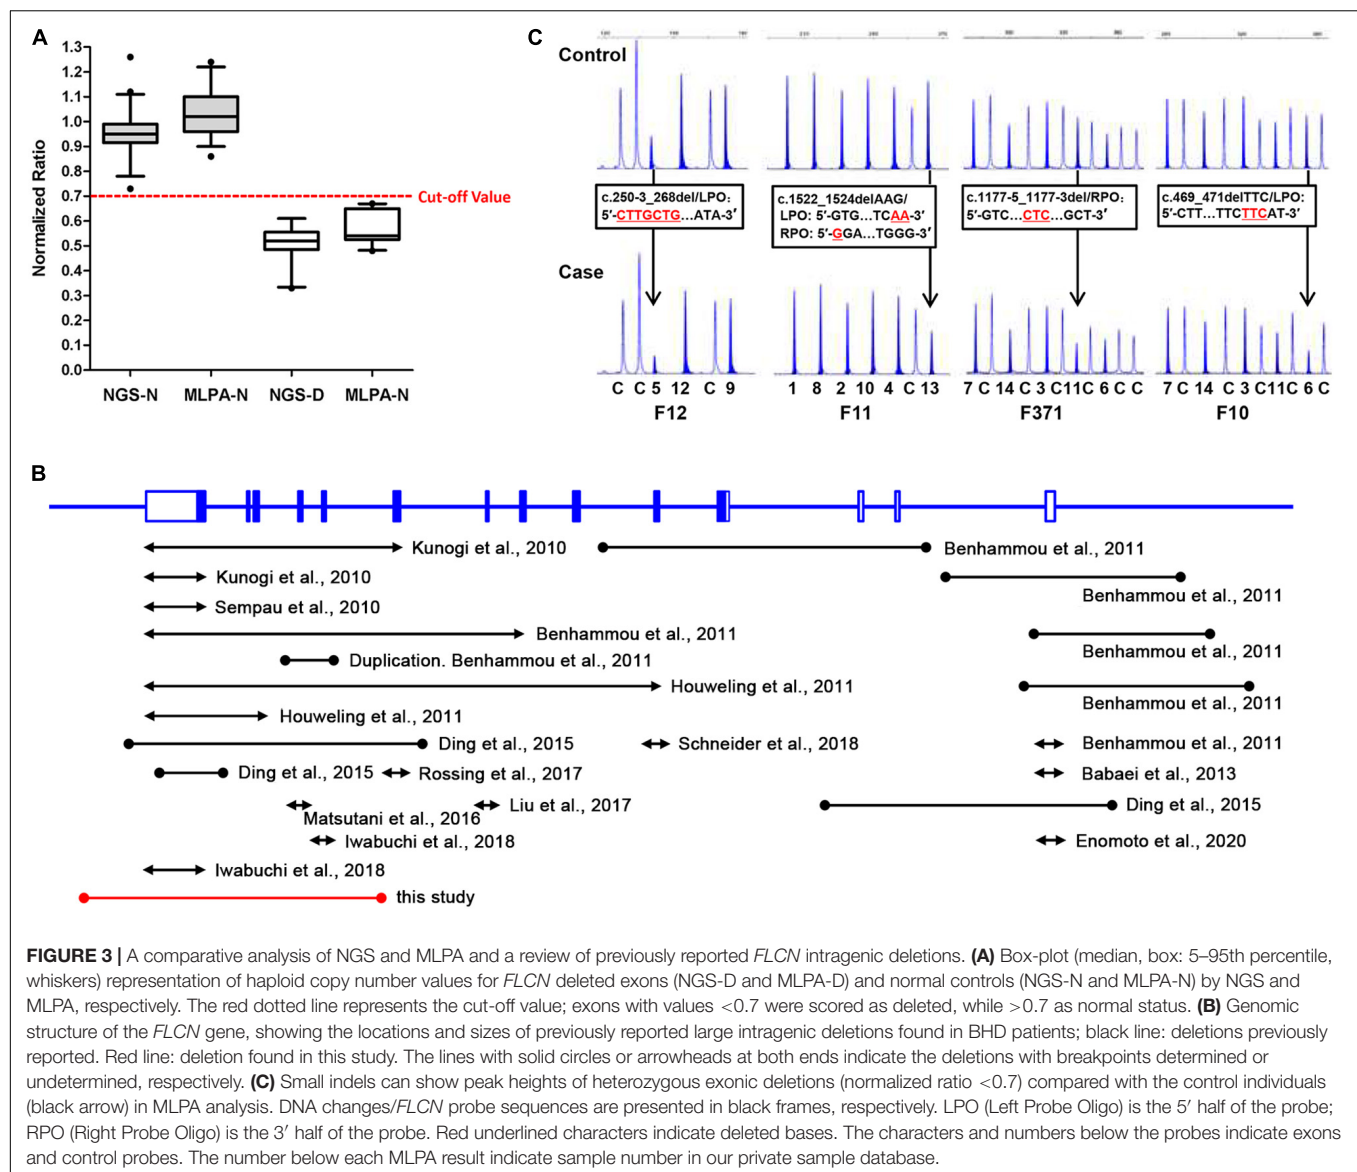 A
1.3
1.2
1.1
1.0
0.9
0.8
0.7
0.6
0.5
0.4
0.3
0.2
0.1
0.0
Normalized Ratio
Cut-off Value
NGS-N MLPA-N NGS-D MLPA-N
C
Control
c.250-3_268del/LPO:
5′-CTTGCTG...ATA-3′
c.1522_1524delAAG/
LPO: 5′-GTG...TCAA-3′
RPO: 5′-GGA...TGGG-3′
c.1177-5_1177-3del/RPO:
5′-GTC...CTC...GCT-3′
c.469_471delTTC/LPO:
5′-CTT...TTCTTCAT-3′
Case
C C 5 12 C 9
1 8 2 10 4 C 13
7 C 14 C 3 C11C 6 C C
7 C 14 C 3 C11C 6 C
F12
F11
F371
F10
B
Kunogi et al., 2010
Benhammou et al., 2011
Kunogi et al., 2010
Benhammou et al., 2011
Sempau et al., 2010
Benhammou et al., 2011
Benhammou et al., 2011
Duplication. Benhammou et al., 2011
Houweling et al., 2011
Benhammou et al., 2011
Houweling et al., 2011
Ding et al., 2015
Schneider et al., 2018
Benhammou et al., 2011
Ding et al., 2015
Rossing et al., 2017
Babaei et al., 2013
Matsutani et al., 2016
Liu et al., 2017
Ding et al., 2015
Iwabuchi et al., 2018
Enomoto et al., 2020
Iwabuchi et al., 2018
this study
FIGURE 3 | A comparative analysis of NGS and MLPA and a review of previously reported FLCN intragenic deletions. (A) Box-plot (median, box: 5–95th percentile,
whiskers) representation of haploid copy number values for FLCN deleted exons (NGS-D and MLPA-D) and normal controls (NGS-N and MLPA-N) by NGS and
MLPA, respectively. The red dotted line represents the cut-off value; exons with values <0.7 were scored as deleted, while >0.7 as normal status. (B) Genomic
structure of the FLCN gene, showing the locations and sizes of previously reported large intragenic deletions found in BHD patients; black line: deletions previously
reported. Red line: deletion found in this study. The lines with solid circles or arrowheads at both ends indicate the deletions with breakpoints determined or
undetermined, respectively. (C) Small indels can show peak heights of heterozygous exonic deletions (normalized ratio <0.7) compared with the control individuals
(black arrow) in MLPA analysis. DNA changes/FLCN probe sequences are presented in black frames, respectively. LPO (Left Probe Oligo) is the 5′ half of the probe;
RPO (Right Probe Oligo) is the 3′ half of the probe. Red underlined characters indicate deleted bases. The characters and numbers below the probes indicate exons
and control probes. The number below each MLPA result indicate sample number in our private sample database.